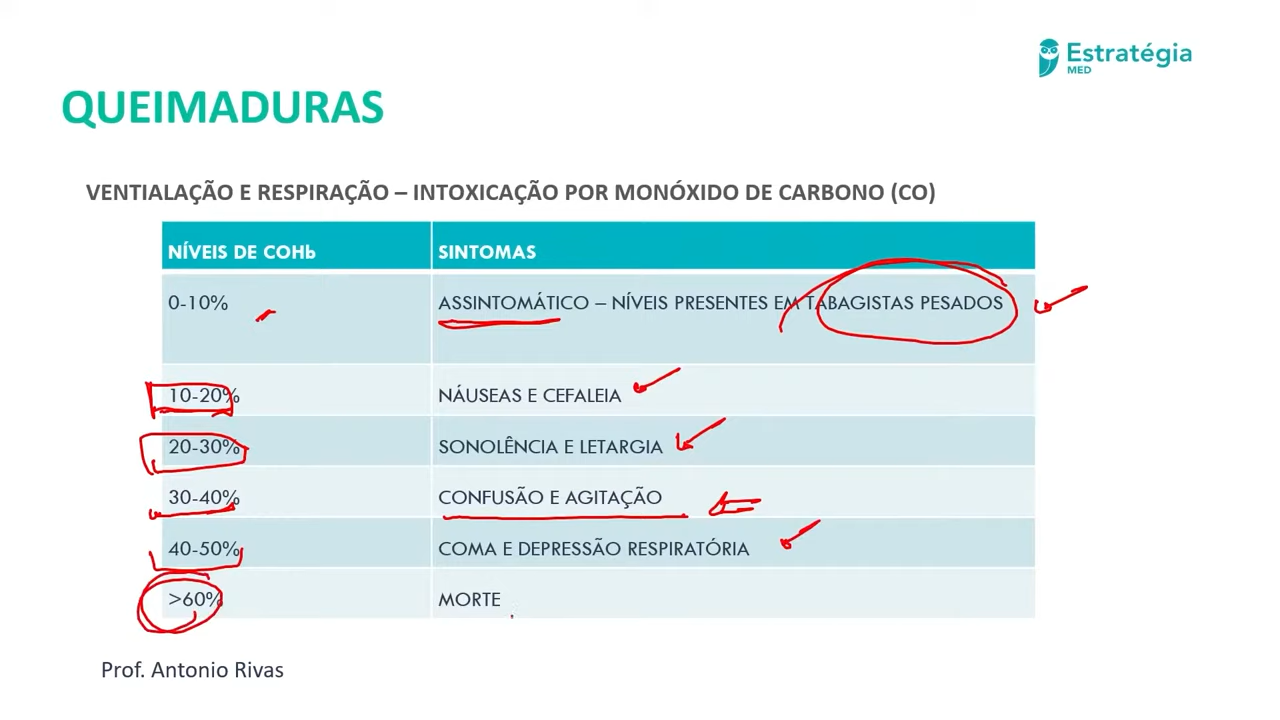 Estratégia
MED
QUEIMADURAS
VENTIALAÇÃO E RESPIRAÇÃO – INTOXICAÇÃO POR MONÓXIDO DE CARBONO (CO)
NÍVEIS DE COHb SINTOMAS
0-10% ASSINTOMÁTICO – NÍVEIS PRESENTES EM TABAGISTAS PESADOS
10-20% NÁUSEAS E CEFALEIA
20-30% SONOLÊNCIA E LETARGIA
30-40% CONFUSÃO E AGITAÇÃO
40-50% COMA E DEPRESSÃO RESPIRATÓRIA
>60% MORTE
Prof. Antonio Rivas